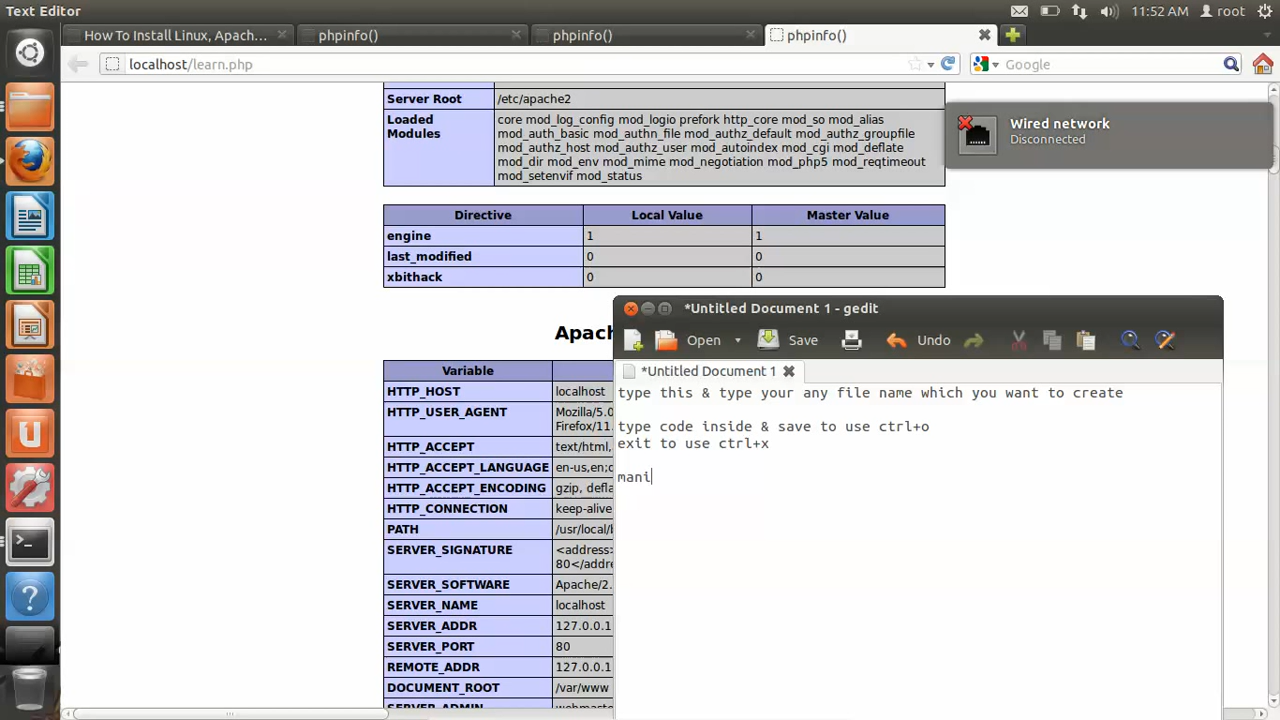 Text Editor
11:52 AM
root
How To Install Linux, Apach...
phpinfo()
phpinfo()
phpinfo()
localhost/learn.php
Google
Server Root /etc/apache2
Loaded Modules
core mod_log_config mod_logio prefork http_core mod_so mod_alias
mod_auth_basic mod_authn_file mod_authz_default mod_authz_groupfile
mod_authz_host mod_authz_user mod_autoindex mod_cgi mod_deflate
mod_dir mod_env mod_mime mod_negotiation mod_php5 mod_reqtimeout
mod_setenvif mod_status
Wired network
Disconnected
Directive Local Value Master Value
engine 1 1
last_modified 0 0
xbithack 0 0
Apac
Variable
HTTP_HOST localhost
HTTP_USER_AGENT Mozilla/5.0
Firefox/11.
HTTP_ACCEPT text/html,
HTTP_ACCEPT_LANGUAGE en-us,en;
HTTP_ACCEPT_ENCODING gzip, defla
HTTP_CONNECTION keep-alive
PATH /usr/local/
SERVER_SIGNATURE <address>
80</addre
SERVER_SOFTWARE Apache/2.
SERVER_NAME localhost
SERVER_ADDR 127.0.0.1
SERVER_PORT 80
REMOTE_ADDR 127.0.0.1
DOCUMENT_ROOT /var/www
SERVER_ADMIN webmaste
*Untitled Document 1 - gedit
Open
Save
Undo
*Untitled Document 1
type this & type your any file name which you want to create
type code inside & save to use ctrl+o
exit to use ctrl+x
mani